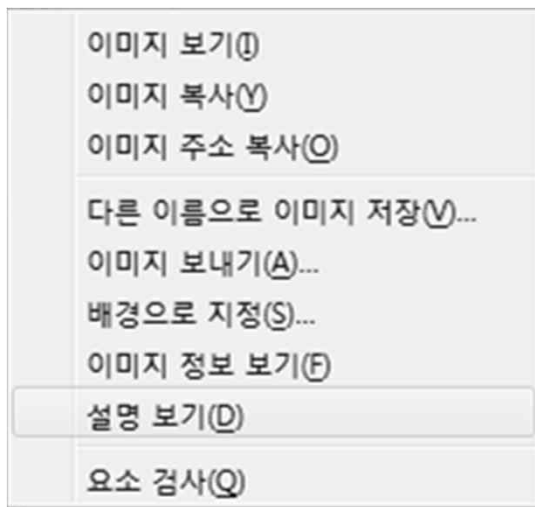 이미지 보기(I)
이미지 복사(Y)
이미지 주소 복사(O)
다른 이름으로 이미지 저장(V)...
이미지 보내기(A)...
배경으로 지정(S)...
이미지 정보 보기(F)
설명 보기(D)
요소 검사(Q)